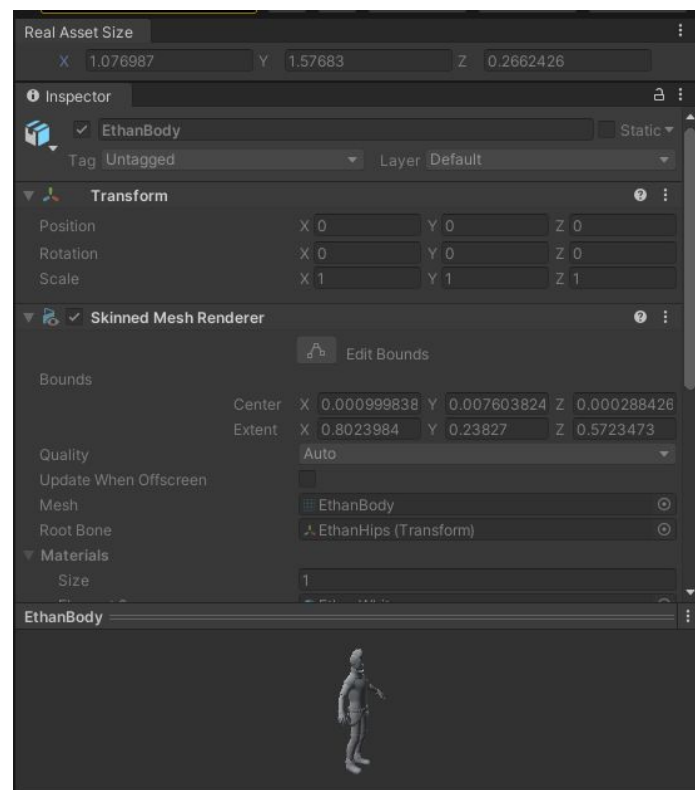 Real Asset Size
X 1.076987 Y 1.57683 Z 0.2662426
Inspector
EthanBody Static
Tag Untagged Layer Default
Transform
Position X 0 Y 0 Z 0
Rotation X 0 Y 0 Z 0
Scale X 1 Y 1 Z 1
Skinned Mesh Renderer
Edit Bounds
Bounds
Center X 0.000999838 Y 0.007603824 Z 0.000288426
Extent X 0.8023984 Y 0.23827 Z 0.5723473
Quality Auto
Update When Offscreen
Mesh EthanBody
Root Bone EthanHips (Transform)
Materials
Size 1
EthanBody